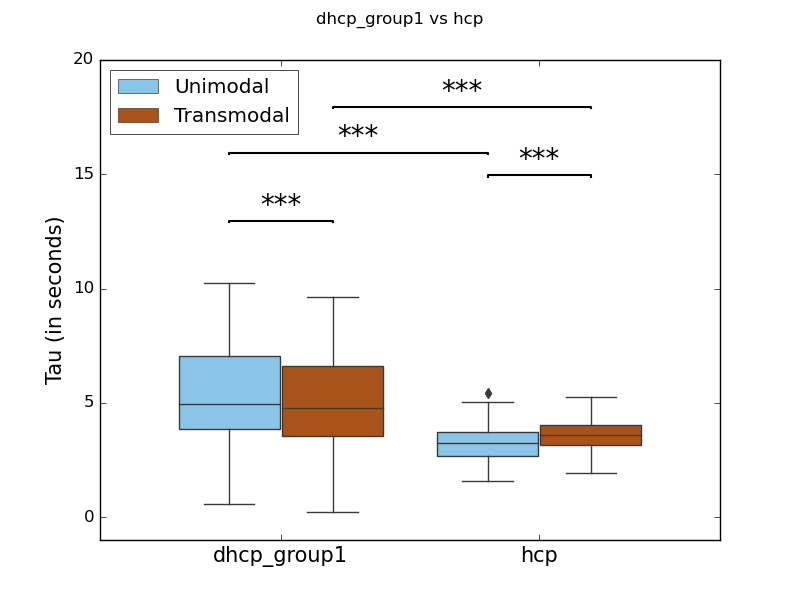 dhcp_group1 vs hcp
20
Unimodal
Transmodal
***
***
***
15
***
10
5
0
Tau (in seconds)
dhcp_group1
hcp